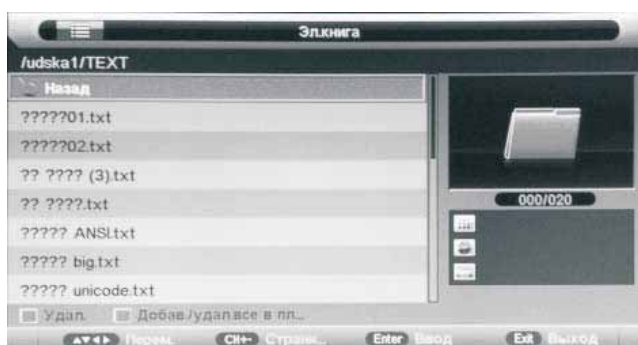 Эл.книга
/udska1/TEXT
Назад
?????01.txt
?????02.txt
?? ???? (3).txt
?? ????.txt
????? ANSI.txt
????? big.txt
????? unicode.txt
000/020
Удал. Добав./удал.все в пл...
Перем. CH+- Страни... Enter Ввод Exit Выход